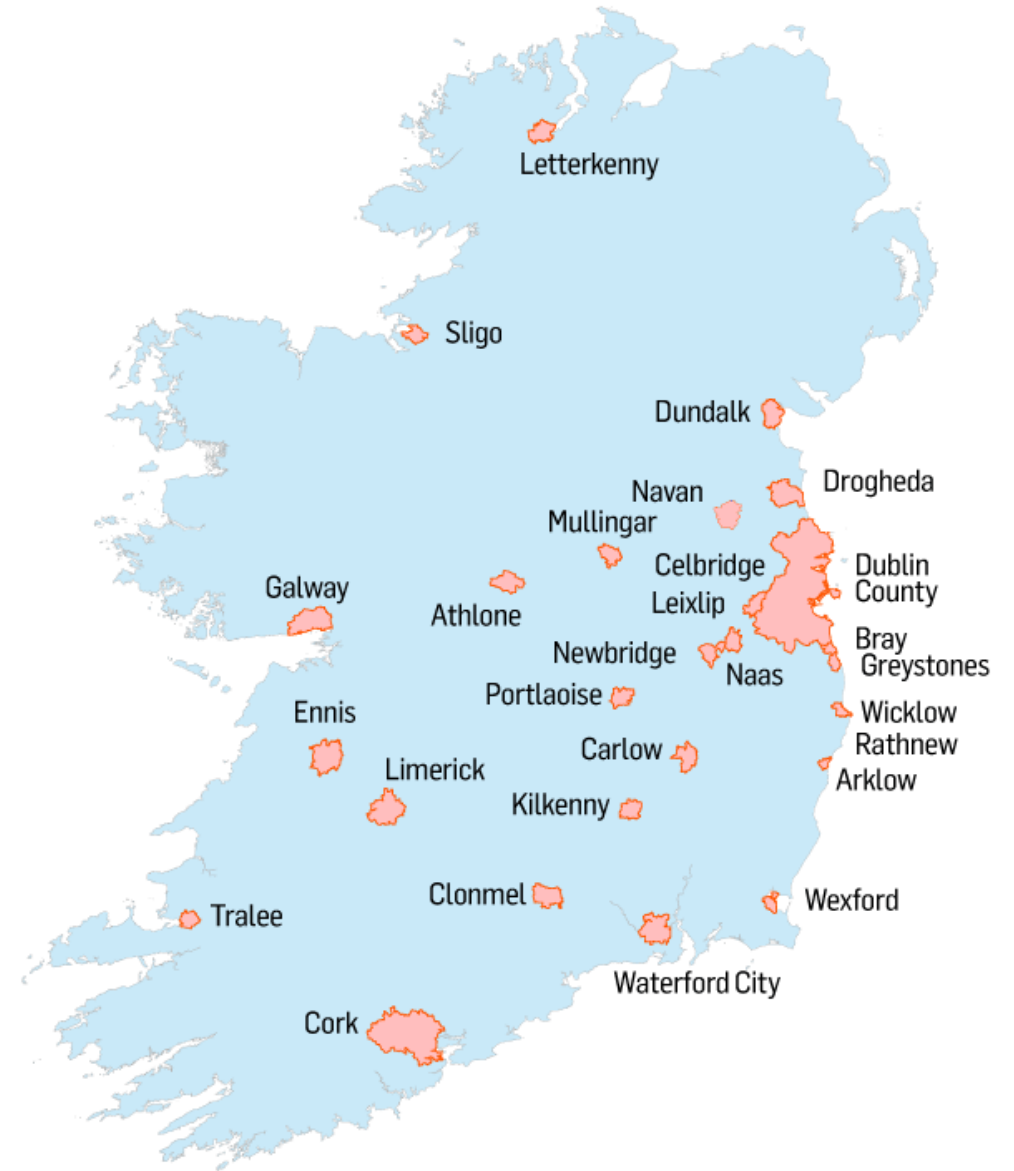 Letterkenny
Sligo
Dundalk
Drogheda
Navan
Mullingar
Celbridge
Dublin
County
Galway
Leixlip
Athlone
Bray
Newbridge
Greystones
Naas
Portlaoise
Ennis
Wicklow
Rathnew
Carlow
Limerick
Arklow
Kilkenny
Clonmel
Wexford
Tralee
Waterford City
Cork